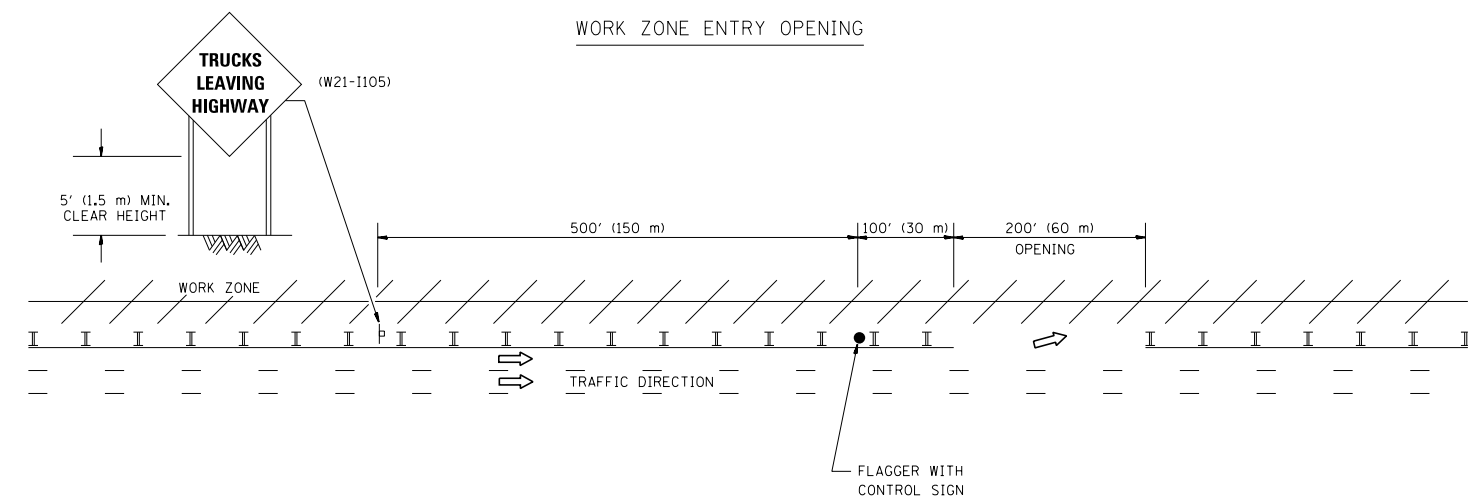 WORK ZONE ENTRY OPENING
TRUCKS
LEAVING
HIGHWAY
(W21-I105)
5' (1.5 m) MIN.
CLEAR HEIGHT
500' (150 m)
100' (30 m)
200' (60 m)
OPENING
WORK ZONE
TRAFFIC DIRECTION
FLAGGER WITH
CONTROL SIGN